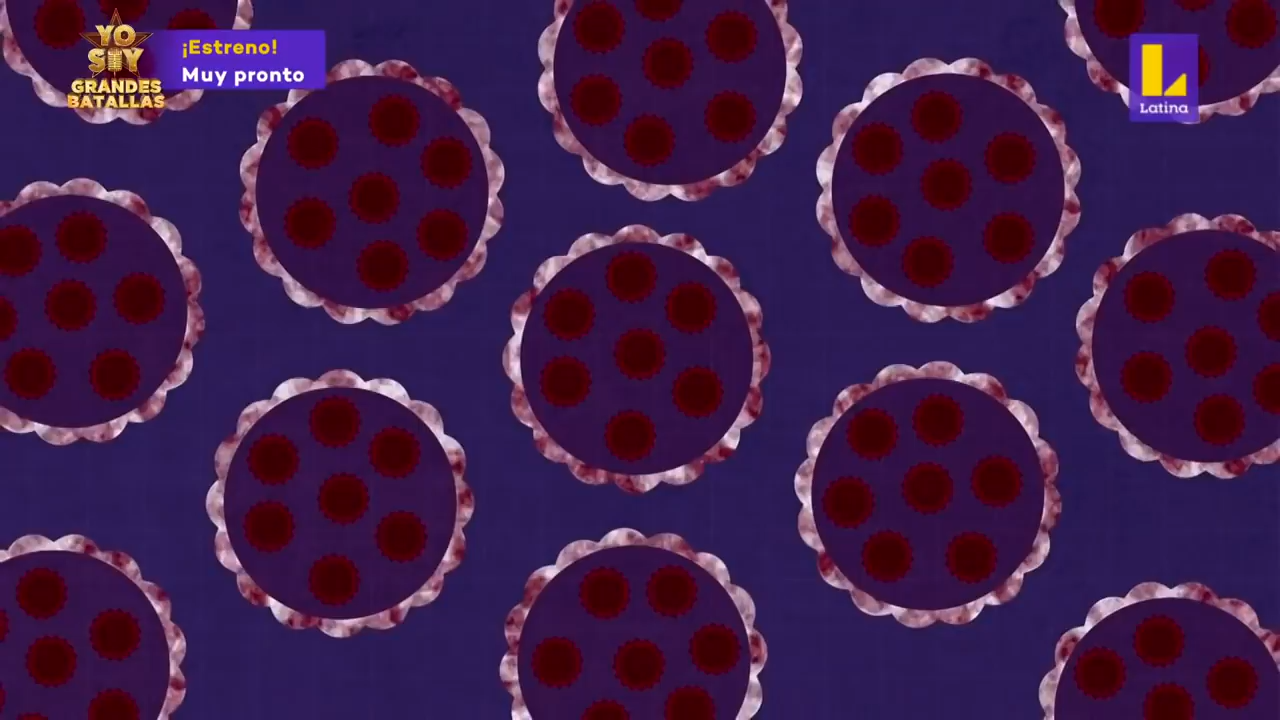 YO
SOY
GRANDES
BATALLAS
¡Estreno!
Muy pronto
Latina